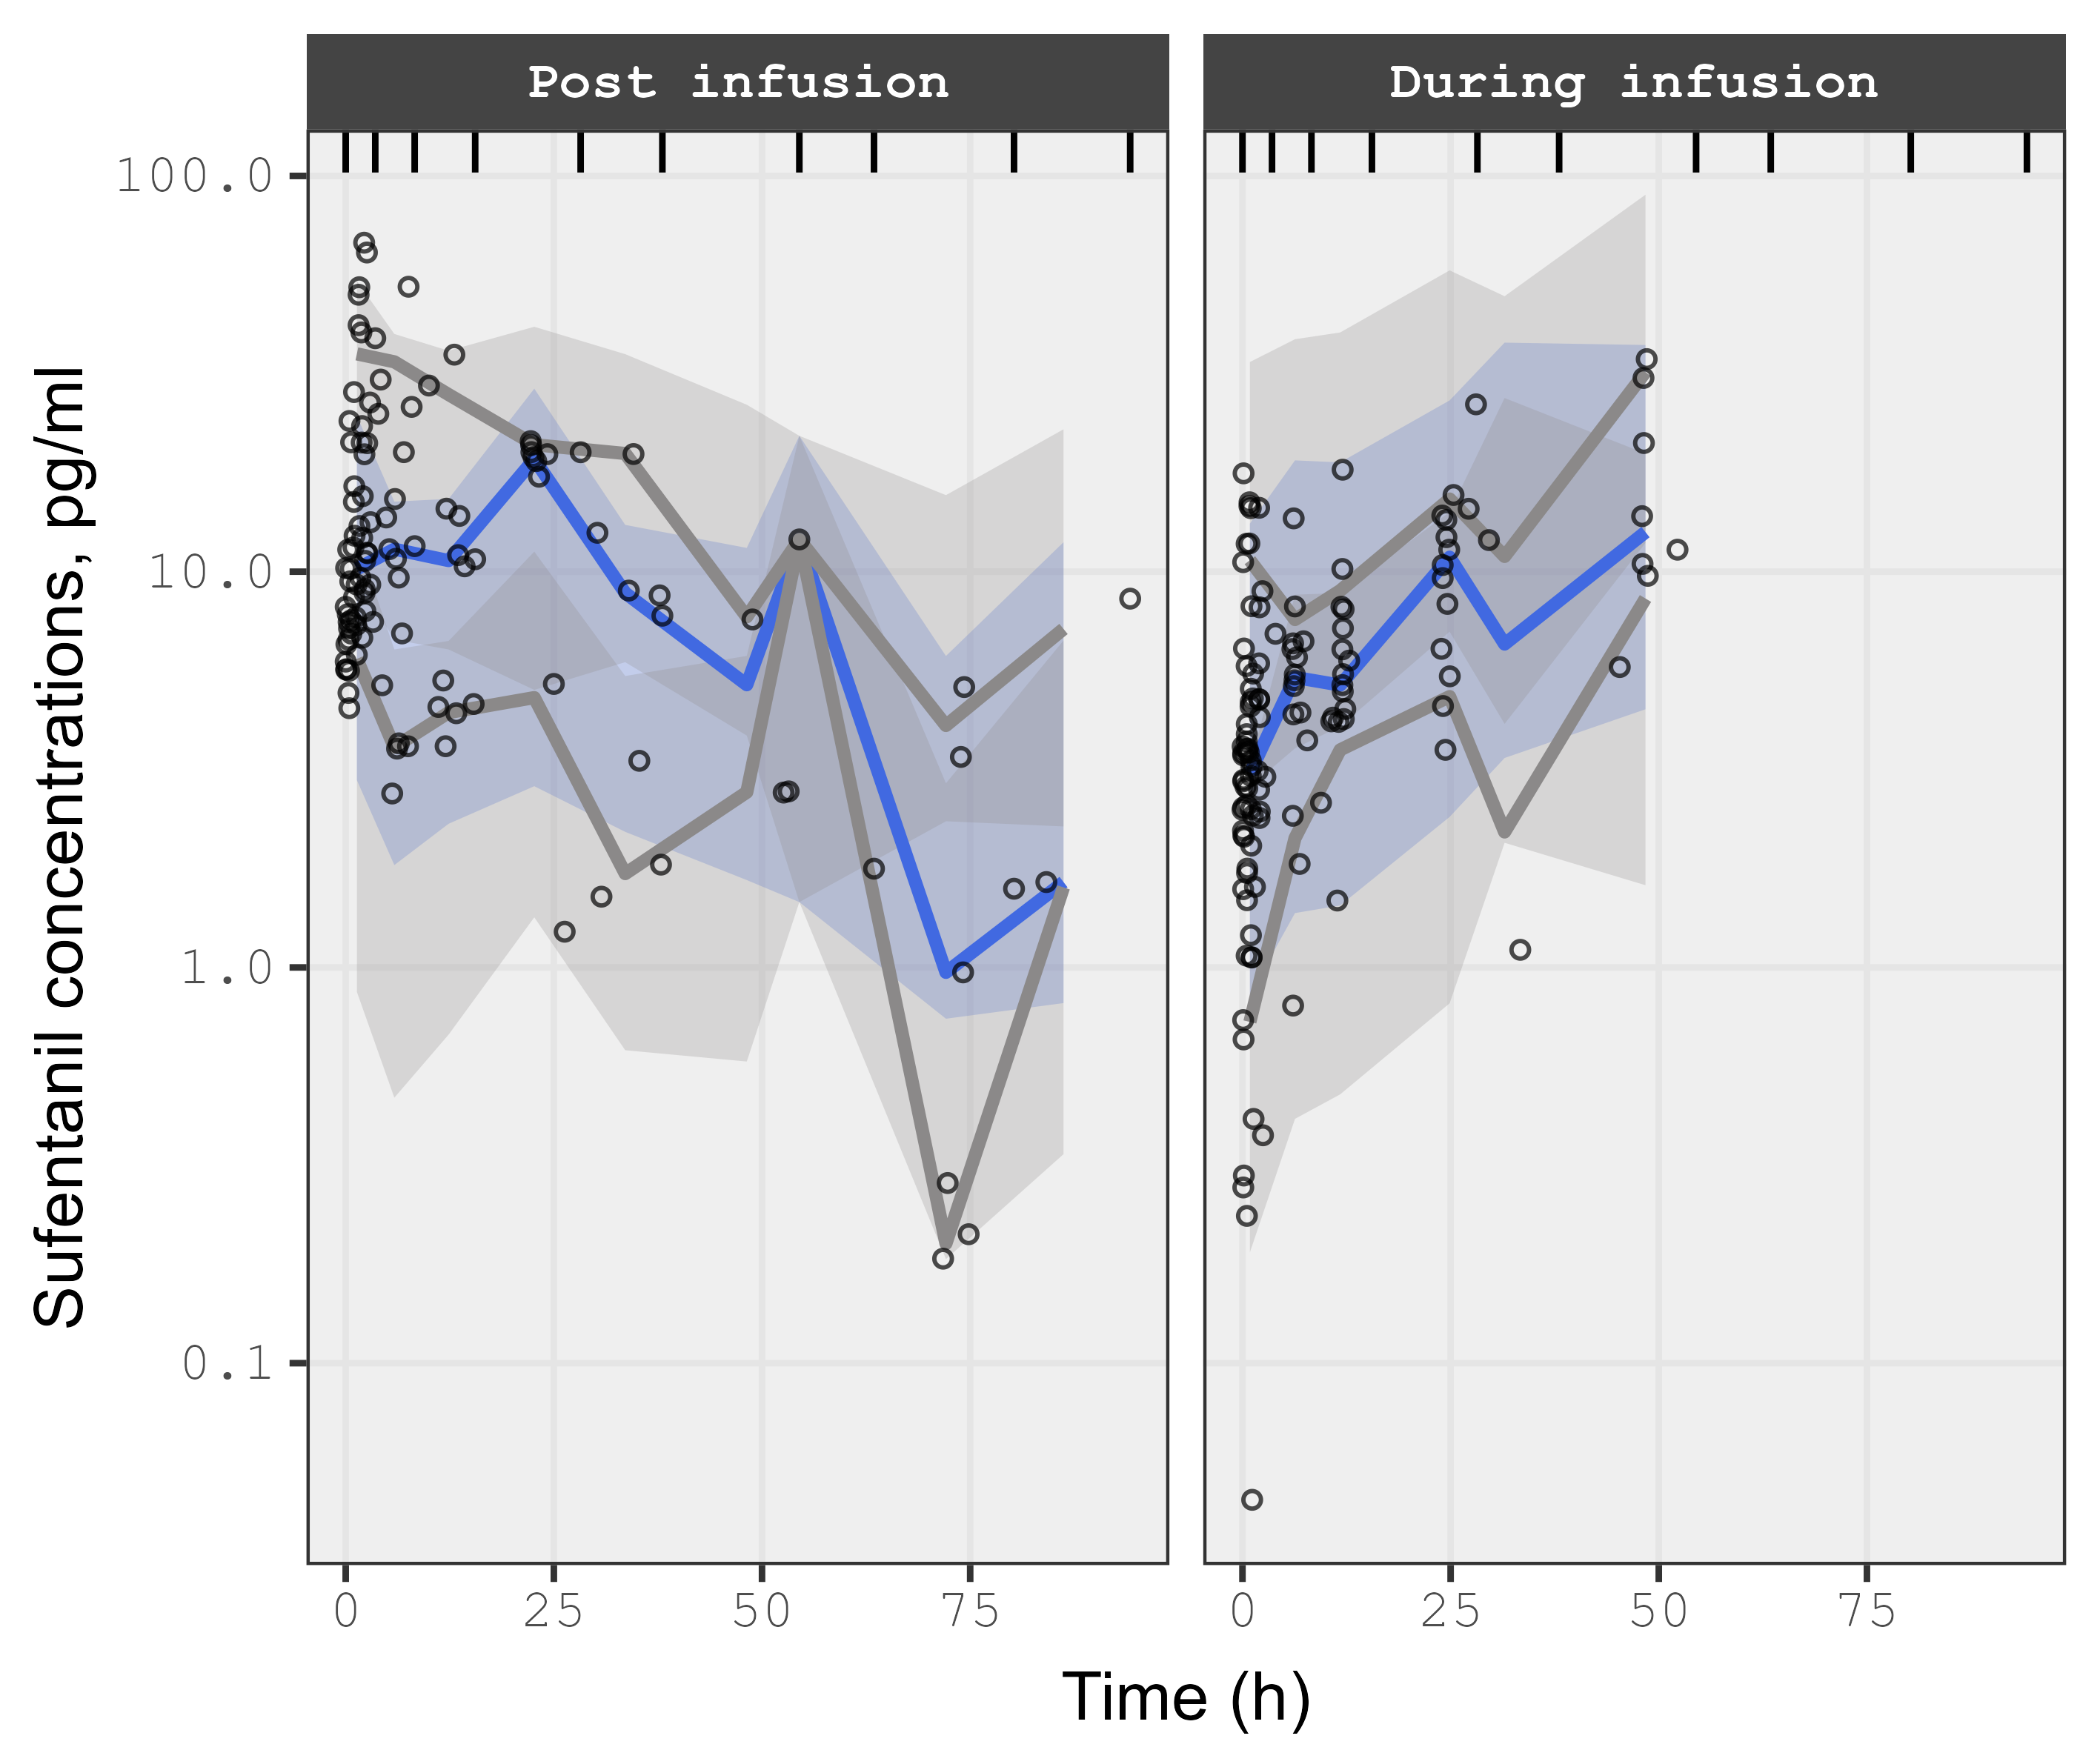 Post infusion
During infusion
Sufentanil concentrations, pg/ml
100.0
10.0
1.0
0.1
0 25 50 75
0 25 50 75
Time (h)